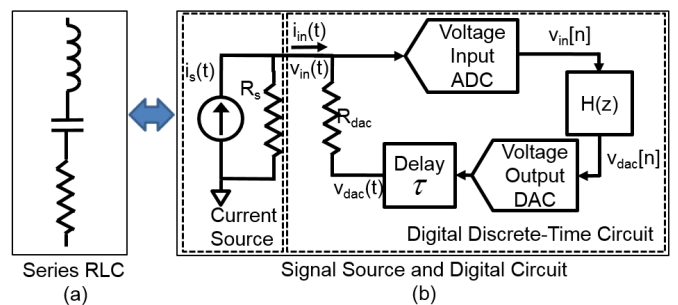 i_in(t)
v_in(t)
i_s(t)
R_s
R_dac
Voltage
Input
ADC
v_in[n]
H(z)
v_dac[n]
Voltage
Output
DAC
Delay
τ
v_dac(t)
Current
Source
Digital Discrete-Time Circuit
Series RLC
Signal Source and Digital Circuit
(a)
(b)